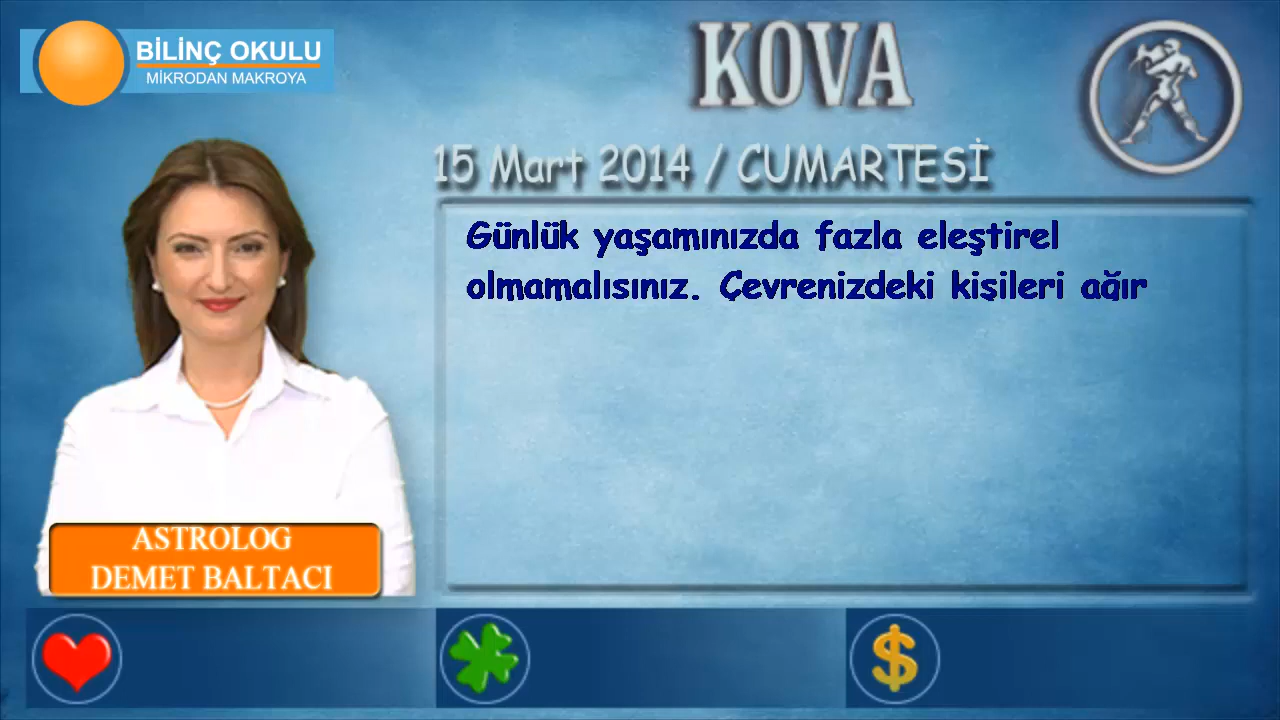 BİLİNÇ OKULU
MİKRODAN MAKROYA
KOVA
15 Mart 2014 / CUMARTESİ
Günlük yaşamınızda fazla eleştirel
olmamalısınız. Çevrenizdeki kişileri ağır
ASTROLOG
DEMET BALTACI
$